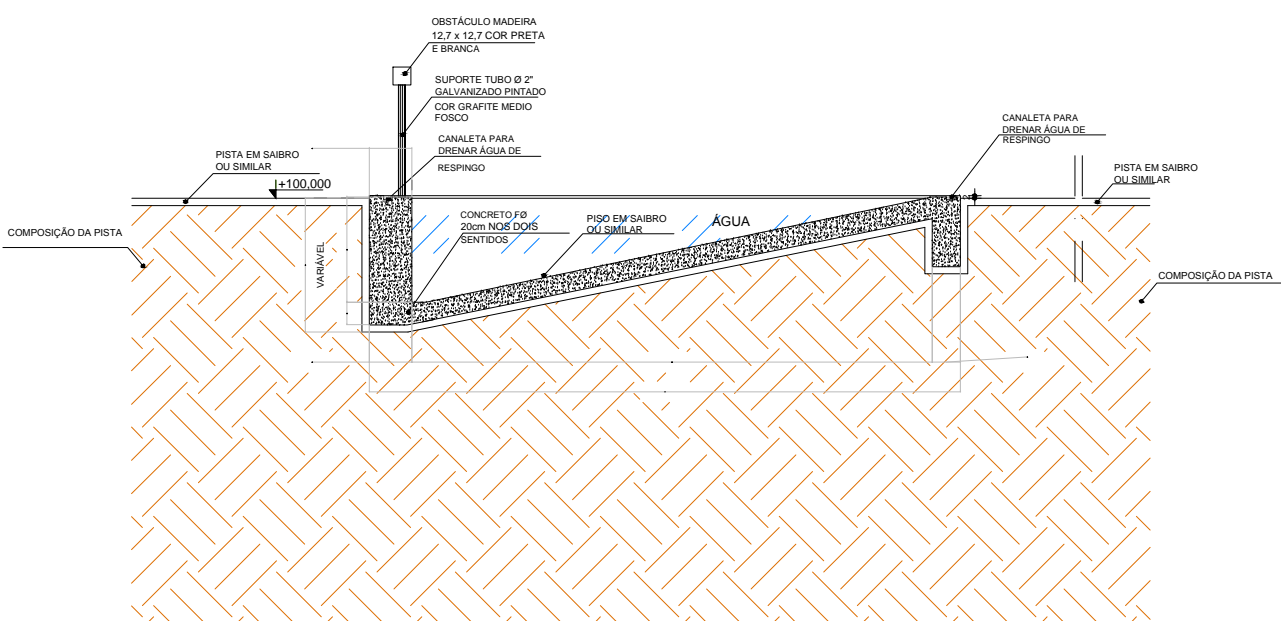 OBSTÁCULO MADEIRA
12,7 x 12,7 COR PRETA
E BRANCA
SUPORTE TUBO Ø 2"
GALVANIZADO PINTADO
COR GRAFITE MEDIO
FOSCO
CANALETA PARA
DRENAR ÁGUA DE
RESPINGO
CANALETA PARA
DRENAR ÁGUA DE
RESPINGO
PISTA EM SAIBRO
OU SIMILAR
PISTA EM SAIBRO
OU SIMILAR
+100,000
CONCRETO FØ
20cm NOS DOIS
SENTIDOS
PISO EM SAIBRO
OU SIMILAR
ÁGUA
COMPOSIÇÃO DA PISTA
VARIÁVEL
COMPOSIÇÃO DA PISTA